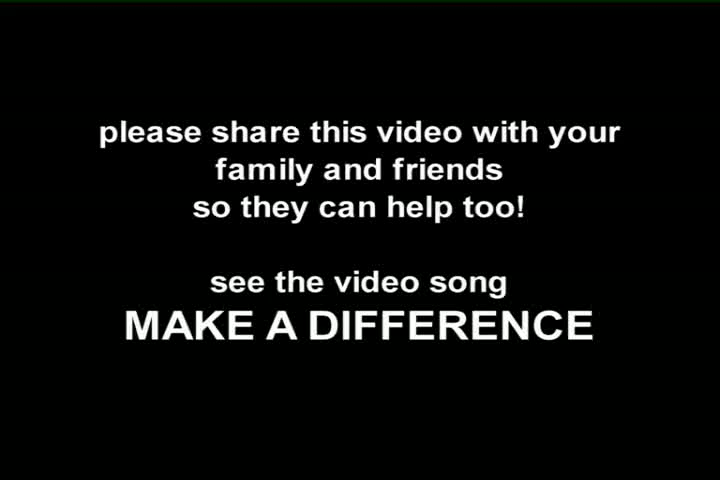 please share this video with your
family and friends
so they can help too!
see the video song
MAKE A DIFFERENCE